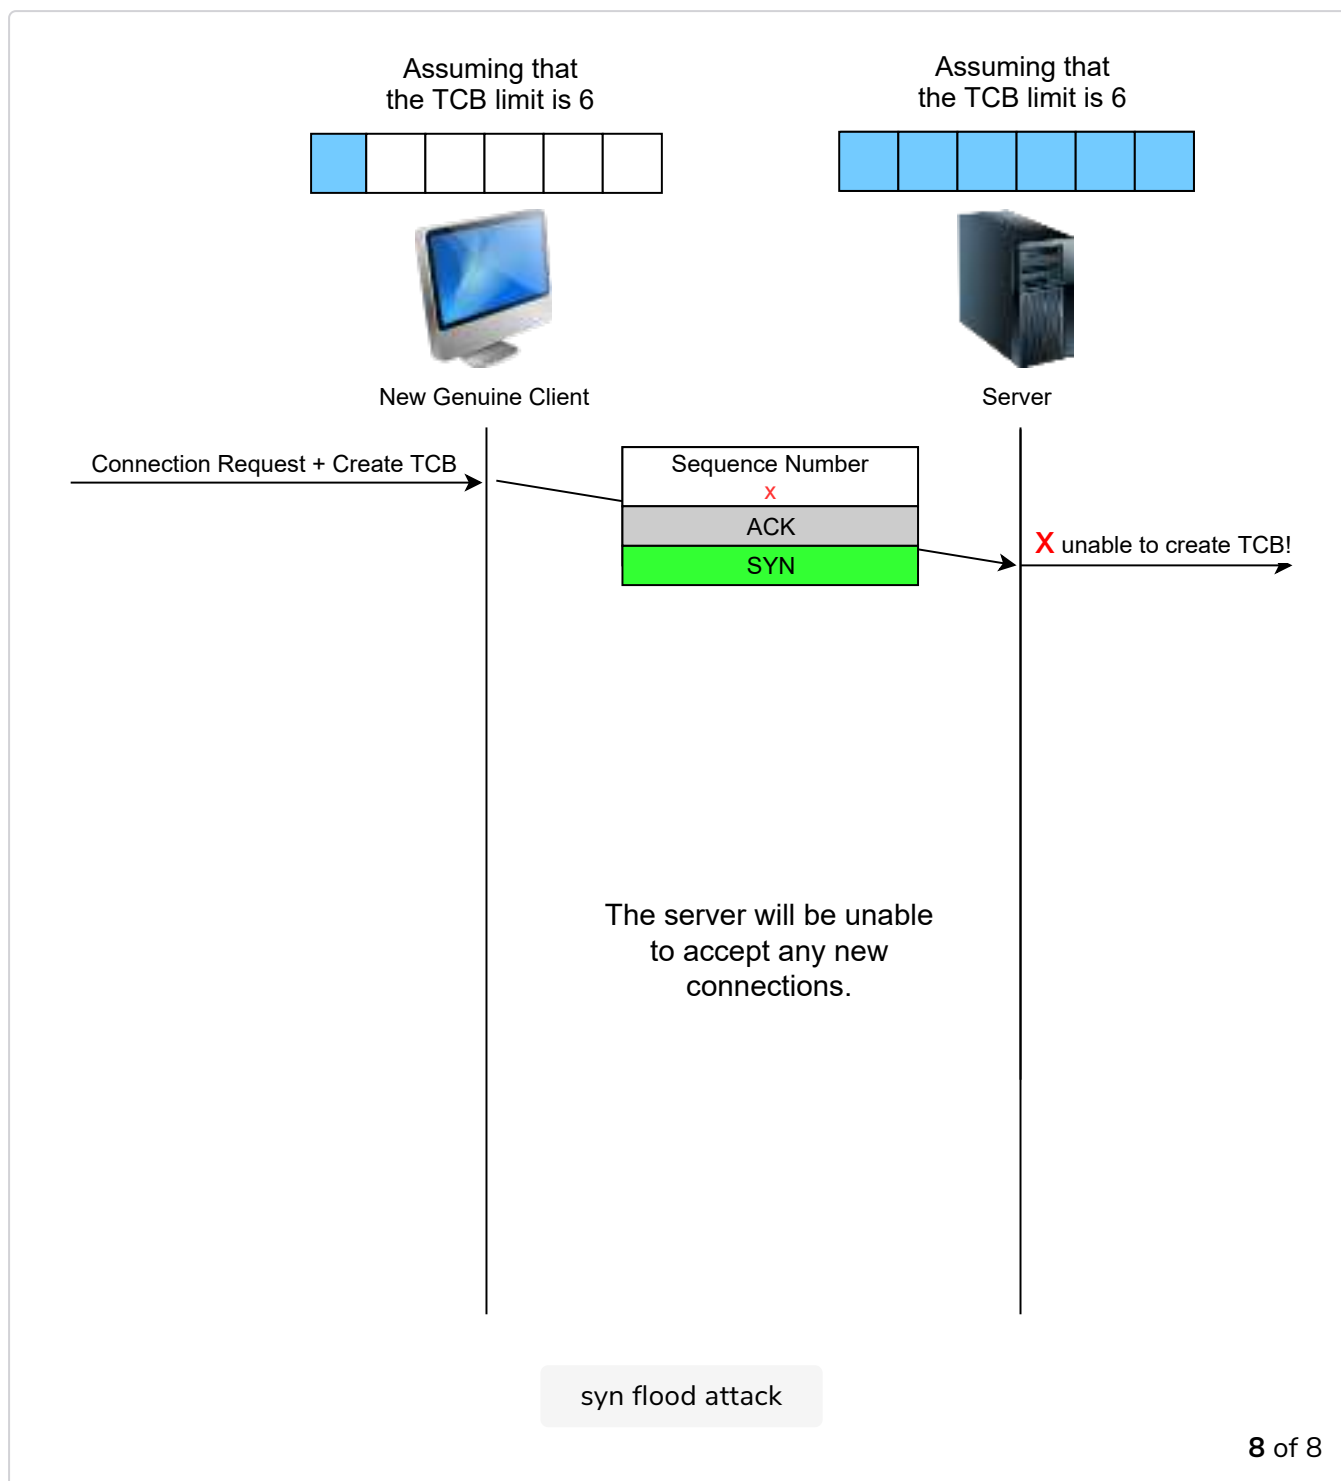 Assuming that
the TCB limit is 6
Assuming that
the TCB limit is 6
New Genuine Client
Server
Connection Request + Create TCB
Sequence Number
x
ACK
SYN
X unable to create TCB!
The server will be unable
to accept any new
connections.
syn flood attack
8 of 8